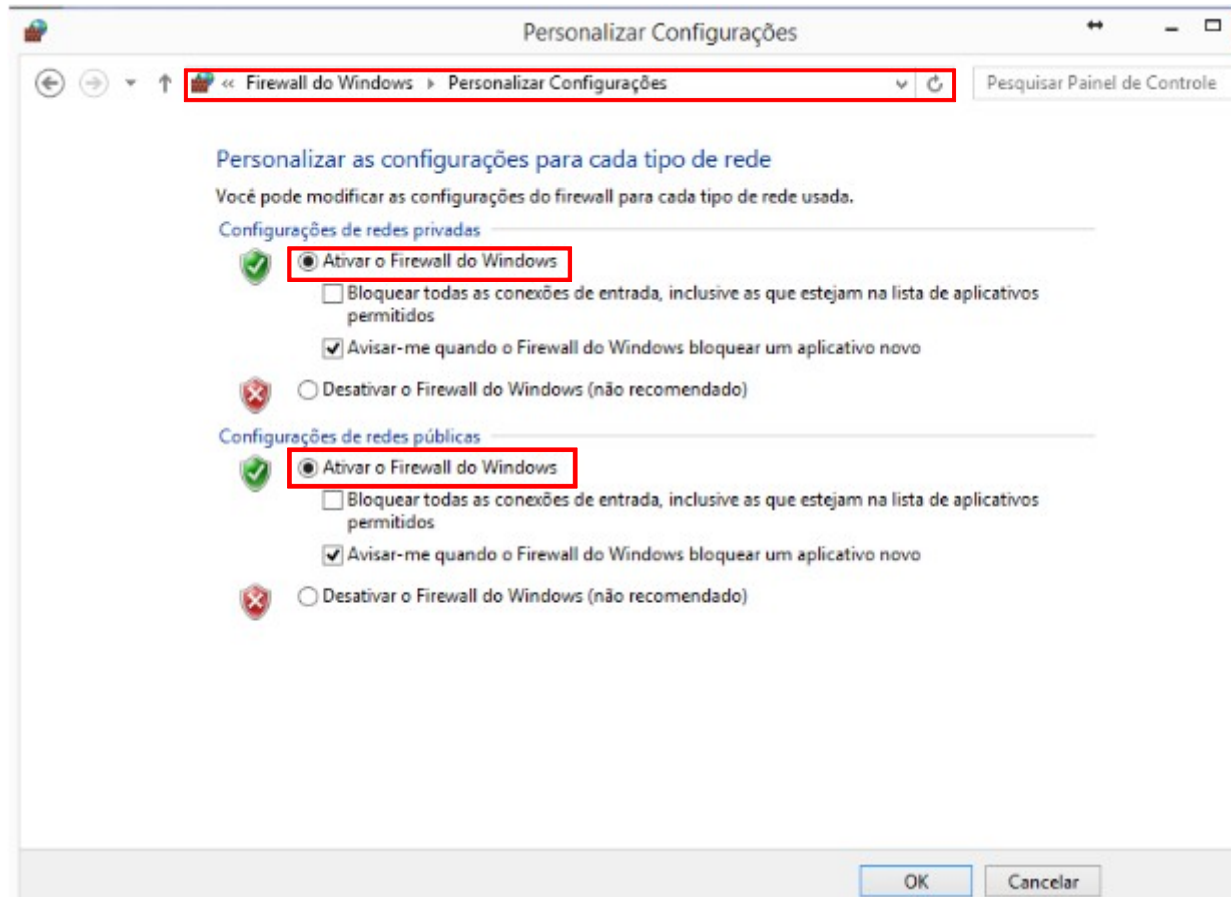 Personalizar Configurações
« Firewall do Windows Personalizar Configurações
Pesquisar Painel de Controle
Personalizar as configurações para cada tipo de rede
Você pode modificar as configurações do firewall para cada tipo de rede usada.
Configurações de redes privadas
Ativar o Firewall do Windows
Bloquear todas as conexões de entrada, inclusive as que estejam na lista de aplicativos
permitidos
Avisar-me quando o Firewall do Windows bloquear um aplicativo novo
Desativar o Firewall do Windows (não recomendado)
Configurações de redes públicas
Ativar o Firewall do Windows
Bloquear todas as conexões de entrada, inclusive as que estejam na lista de aplicativos
permitidos
Avisar-me quando o Firewall do Windows bloquear um aplicativo novo
Desativar o Firewall do Windows (não recomendado)
OK
Cancelar